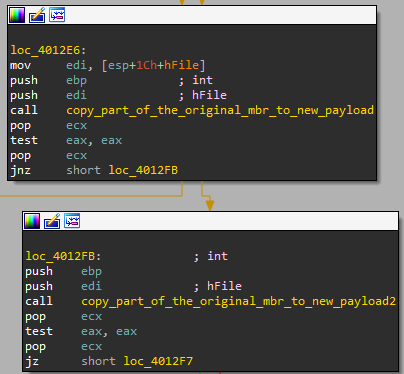 loc_4012E6:
mov edi, [esp+1Ch+hFile]
push ebp ; int
push edi ; hFile
call copy_part_of_the_original_mbr_to_new_payload
pop ecx
test eax, eax
pop ecx
jnz short loc_4012FB
loc_4012FB: ; int
push ebp
push edi ; hFile
call copy_part_of_the_original_mbr_to_new_payload2
pop ecx
test eax, eax
pop ecx
jz short loc_4012F7